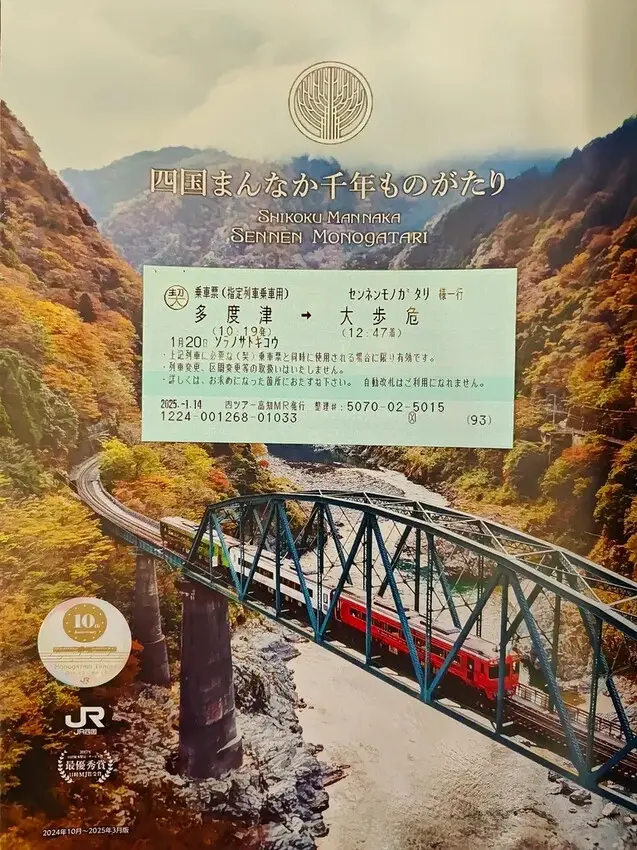 四国まんなか千年ものがたり
SHIKOKU MANNAKA
SENNEN MONOGATARI
契 乗車票(指定列車乗車用) センネンモノガタリ 様一行
多度津 → 大歩危
(10:19発) (12:47着)
1月20日 ソラノサトキコウ
・上記列車に必要な(契)乗車票と同時に使用される場合に限り有効です。
・列車変更、区間変更等の取扱いはいたしません。
・詳しくは、お求めになった箇所におたずね下さい。 自動改札はご利用になれません。
2025.-1.14 四ツアー高知MR発行 整理#:5070-02-5015
1224-001268-01033 (93)
10
JR
JR四国
最優秀賞
2024年10月〜2025年3月版